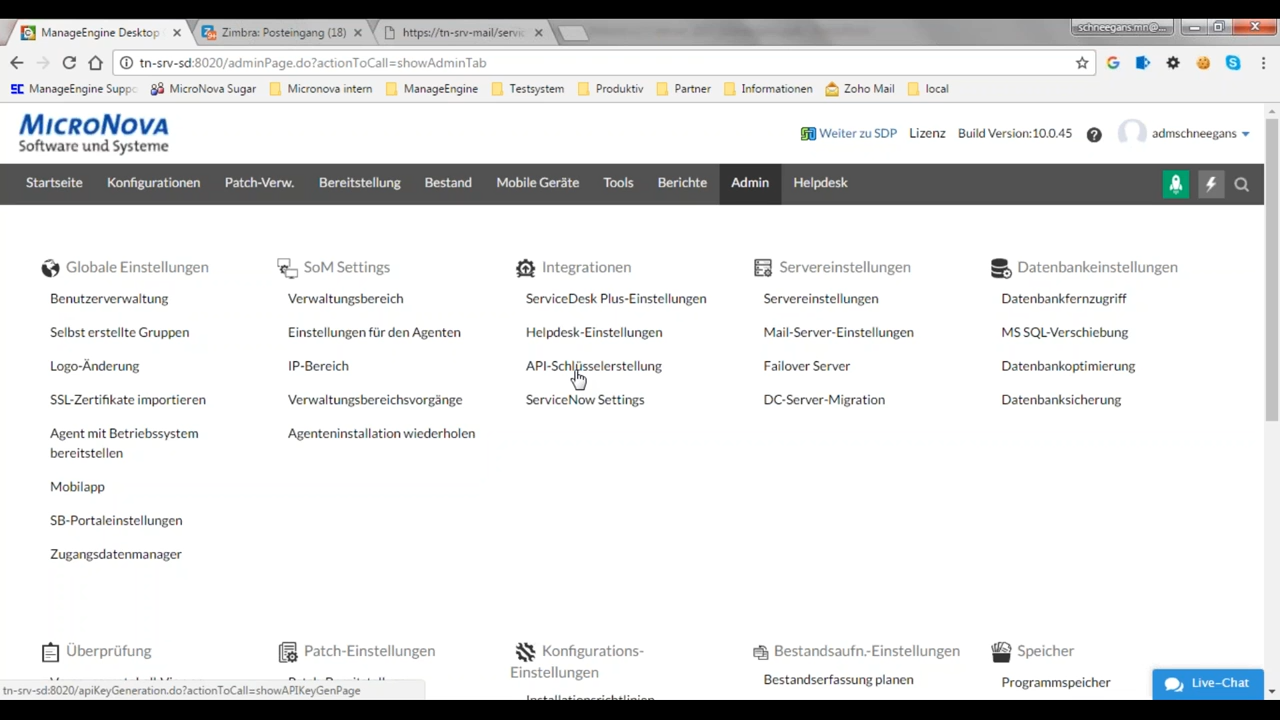 ManageEngine Desktop
Zimbra: Posteingang (18)
https://tn-srv-mail/servic
schneegans.mn@...
tn-srv-sd:8020/adminPage.do?actionToCall=showAdminTab
ManageEngine Suppo
MicroNova Sugar
Micronova intern
ManageEngine
Testsystem
Produktiv
Partner
Informationen
Zoho Mail
local
MICRONOVA
Software und Systeme
Weiter zu SDP
Lizenz
Build Version:10.0.45
admschneegans
Startseite
Konfigurationen
Patch-Verw.
Bereitstellung
Bestand
Mobile Geräte
Tools
Berichte
Admin
Helpdesk
Globale Einstellungen
Benutzerverwaltung
Selbst erstellte Gruppen
Logo-Änderung
SSL-Zertifikate importieren
Agent mit Betriebssystem
bereitstellen
Mobilapp
SB-Portaleinstellungen
Zugangsdatenmanager
SoM Settings
Verwaltungsbereich
Einstellungen für den Agenten
IP-Bereich
Verwaltungsbereichsvorgänge
Agenteninstallation wiederholen
Integrationen
ServiceDesk Plus-Einstellungen
Helpdesk-Einstellungen
API-Schlüsselerstellung
ServiceNow Settings
Servereinstellungen
Servereinstellungen
Mail-Server-Einstellungen
Failover Server
DC-Server-Migration
Datenbankeinstellungen
Datenbankfernzugriff
MS SQL-Verschiebung
Datenbankoptimierung
Datenbanksicherung
Überprüfung
Patch-Einstellungen
Konfigurations-
Einstellungen
Installationsrichtlinien
Bestandsaufn.-Einstellungen
Bestandserfassung planen
Speicher
Programmspeicher
tn-srv-sd:8020/apiKeyGeneration.do?actionToCall=showAPIKeyGenPage
Live-Chat